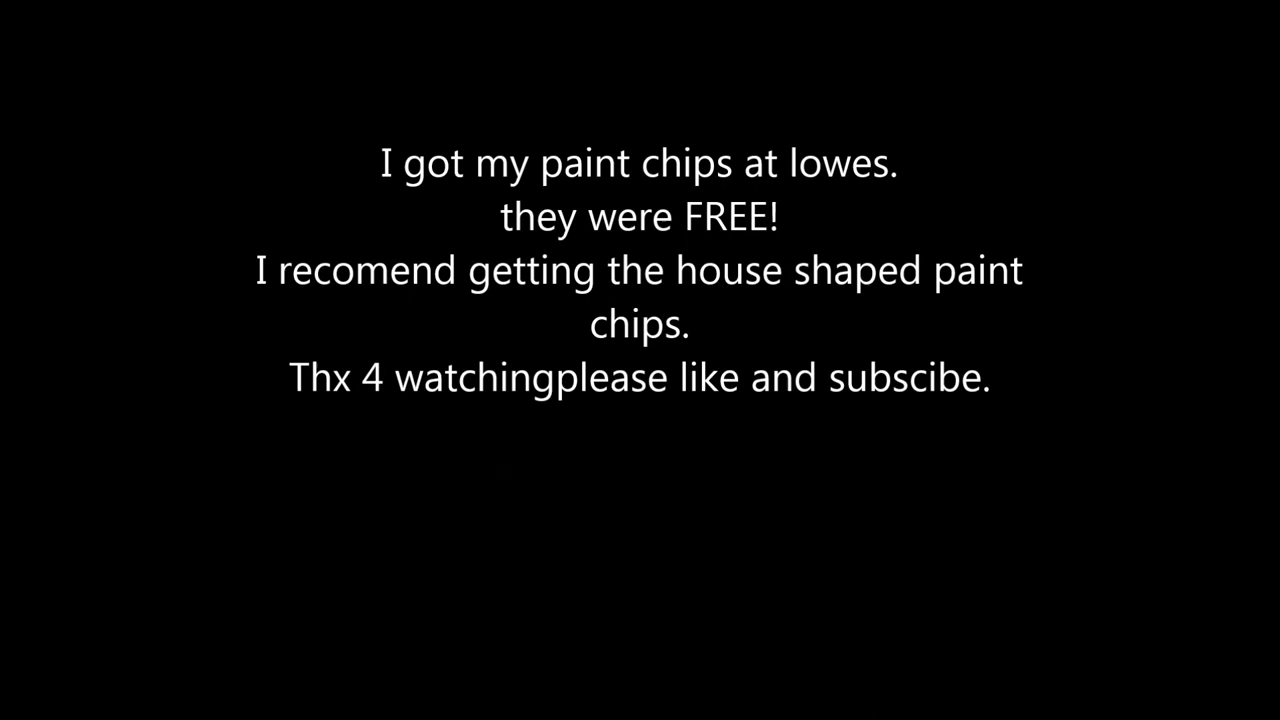 I got my paint chips at lowes.
they were FREE!
I recomend getting the house shaped paint
chips.
Thx 4 watchingplease like and subscibe.